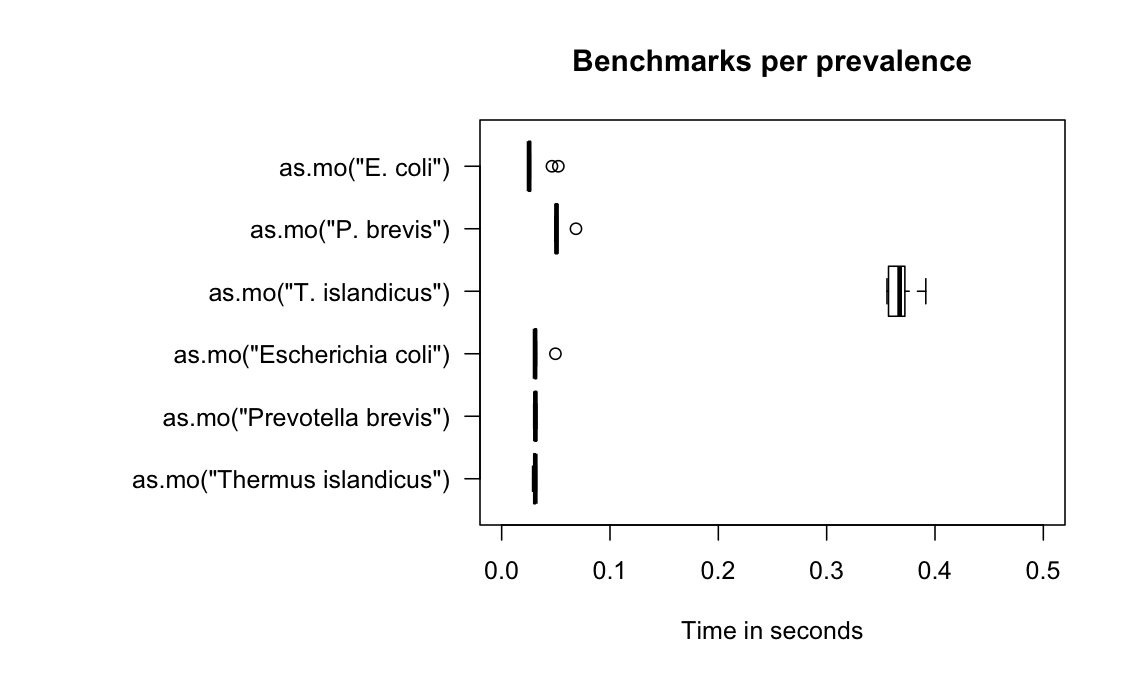 Benchmarks per prevalence
as.mo("E. coli")
as.mo("P. brevis")
as.mo("T. islandicus")
as.mo("Escherichia coli")
as.mo("Prevotella brevis")
as.mo("Thermus islandicus")
0.0 0.1 0.2 0.3 0.4 0.5
Time in seconds